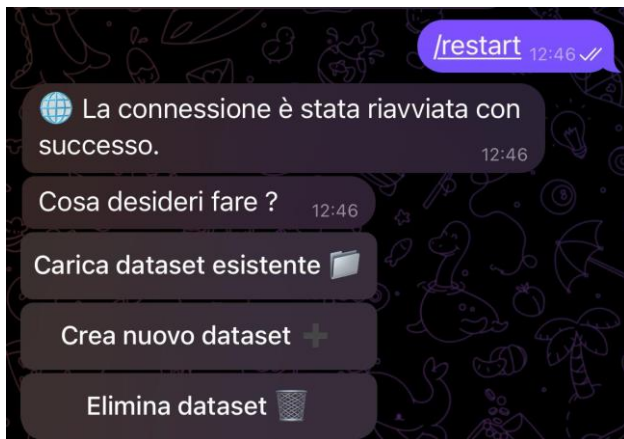 /restart 12:46
🌐 La connessione è stata riavviata con
successo. 12:46
Cosa desideri fare ? 12:46
Carica dataset esistente 📁
Crea nuovo dataset ➕
Elimina dataset 🗑️